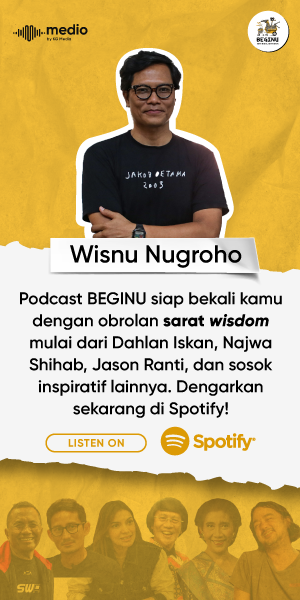 medio
by KG Media
BEGINU
JAKOB OETAMA
2003
Wisnu Nugroho
Podcast BEGINU siap bekali kamu
dengan obrolan sarat wisdom
mulai dari Dahlan Iskan, Najwa
Shihab, Jason Ranti, dan sosok
inspiratif lainnya. Dengarkan
sekarang di Spotify!
LISTEN ON
Spotify
SW